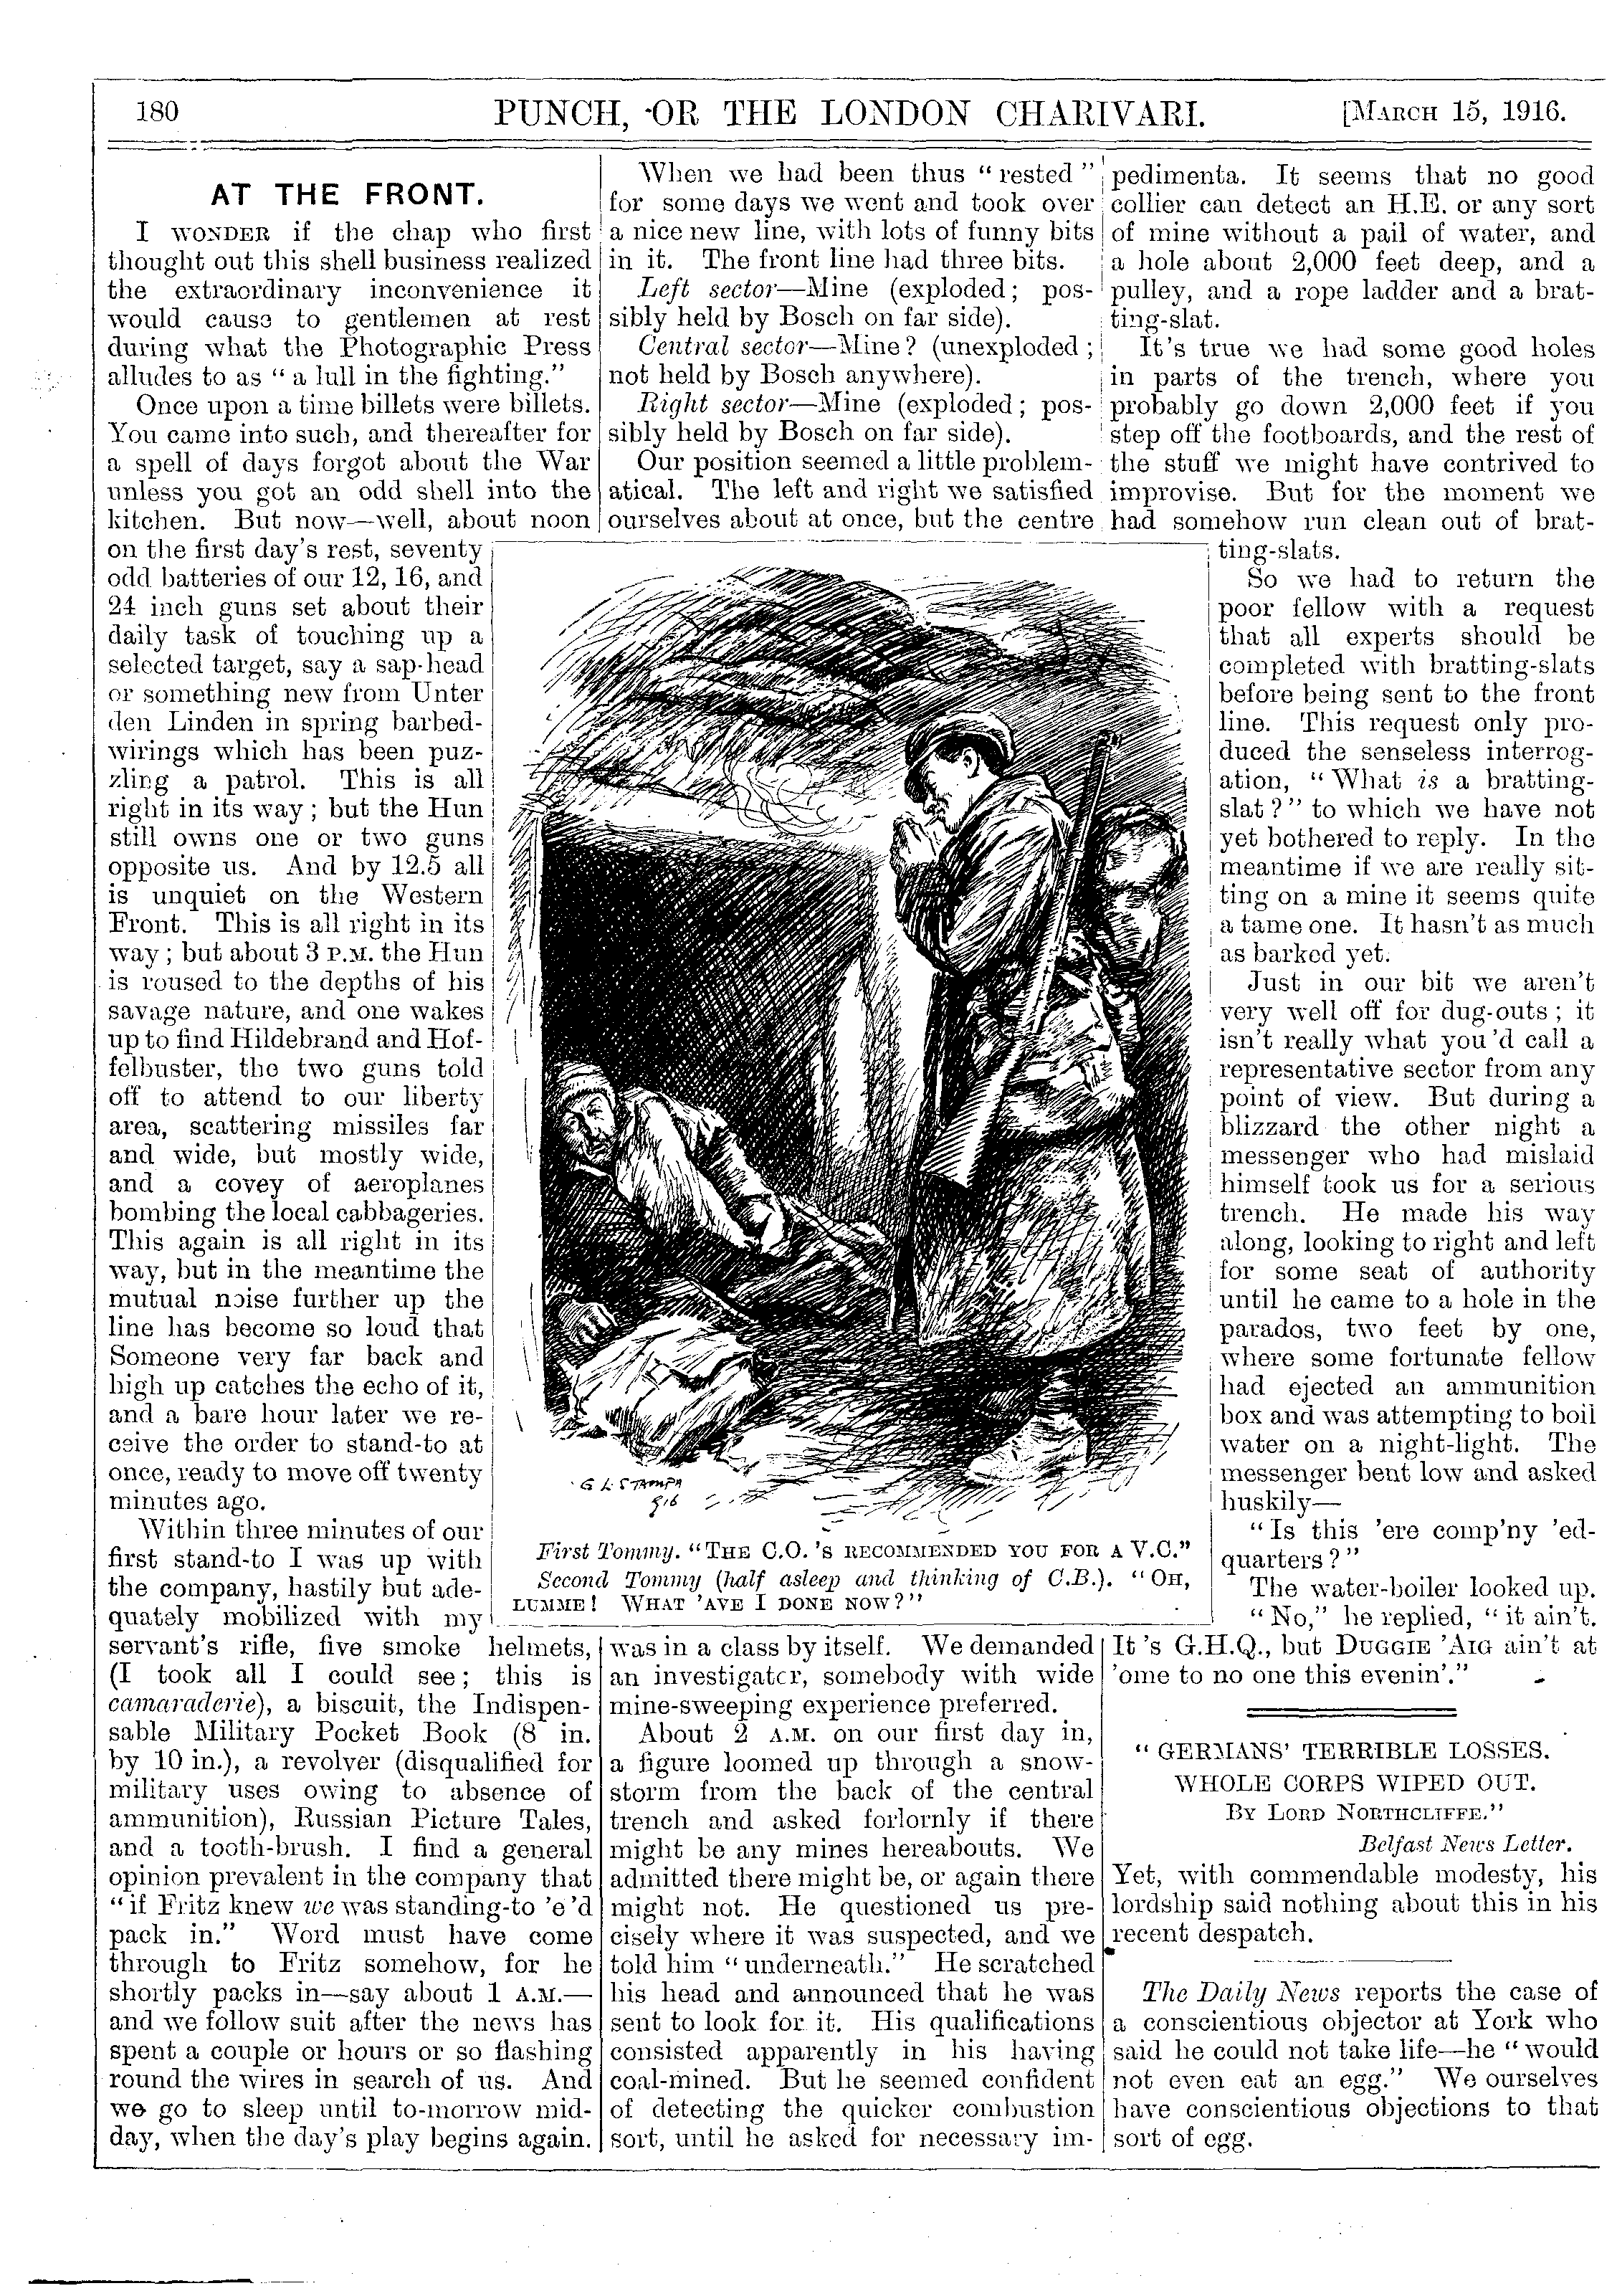 180
PUNCH, OR THE LONDON CHARIVARI.
[MARCH 15, 1916.
AT THE FRONT.
I WONDER if the chap who first
thought out this shell business realized
the extraordinary inconvenience it
would cause to gentlemen at rest
during what the Photographic Press
alludes to as "a lull in the fighting."
Once upon a time billets were billets.
You came into such, and thereafter for
a spell of days forgot about the War
unless you got an odd shell into the
kitchen. But now—well, about noon
on the first day's rest, seventy
odd batteries of our 12, 16, and
24 inch guns set about their
daily task of touching up a
selected target, say a sap-head
or something new from Unter
den Linden in spring barbed-
wirings which has been puz-
zling a patrol. This is all
right in its way; but the Hun
still owns one or two guns
opposite us. And by 12.5 all
is unquiet on the Western
Front. This is all right in its
way; but about 3 P.M. the Hun
is roused to the depths of his
savage nature, and one wakes
up to find Hildebrand and Hof-
felbuster, the two guns told
off to attend to our liberty
area, scattering missiles far
and wide, but mostly wide,
and a covey of aeroplanes
bombing the local cabbageries.
This again is all right in its
way, but in the meantime the
mutual noise further up the
line has become so loud that
Someone very far back and
high up catches the echo of it,
and a bare hour later we re-
ceive the order to stand-to at
once, ready to move off twenty
minutes ago.
Within three minutes of our
first stand-to I was up with
the company, hastily but ade-
quately mobilized with my
servant's rifle, five smoke helmets,
(I took all I could see; this is
camaraderie), a biscuit, the Indispen-
sable Military Pocket Book (8 in.
by 10 in.), a revolver (disqualified for
military uses owing to absence of
ammunition), Russian Picture Tales,
and a tooth-brush. I find a general
opinion prevalent in the company that
"if Fritz knew we was standing-to 'e'd
pack in." Word must have come
through to Fritz somehow, for he
shortly packs in—say about 1 A.M.—
and we follow suit after the news has
spent a couple or hours or so flashing
round the wires in search of us. And
we go to sleep until to-morrow mid-
day, when the day's play begins again.
When we had been thus "rested"
for some days we went and took over
a nice new line, with lots of funny bits
in it. The front line had three bits.
Left sector—Mine (exploded; pos-
sibly held by Bosch on far side).
Central sector—Mine? (unexploded;
not held by Bosch anywhere).
Right sector—Mine (exploded; pos-
sibly held by Bosch on far side).
Our position seemed a little problem-
atical. The left and right we satisfied
ourselves about at once, but the centre
G L STAMPA
916
First Tommy. "THE C.O.'S RECOMMENDED YOU FOR A V.C."
Second Tommy (half asleep and thinking of C.B.). "OH,
LUMME! WHAT 'AVE I DONE NOW?"
was in a class by itself. We demanded
an investigator, somebody with wide
mine-sweeping experience preferred.
About 2 A.M. on our first day in,
a figure loomed up through a snow-
storm from the back of the central
trench and asked forlornly if there
might be any mines hereabouts. We
admitted there might be, or again there
might not. He questioned us pre-
cisely where it was suspected, and we
told him "underneath." He scratched
his head and announced that he was
sent to look for it. His qualifications
consisted apparently in his having
coal-mined. But he seemed confident
of detecting the quicker combustion
sort, until he asked for necessary im-
pedimenta. It seems that no good
collier can detect an H.E. or any sort
of mine without a pail of water, and
a hole about 2,000 feet deep, and a
pulley, and a rope ladder and a brat-
ting-slat.
It's true we had some good holes
in parts of the trench, where you
probably go down 2,000 feet if you
step off the footboards, and the rest of
the stuff we might have contrived to
improvise. But for the moment we
had somehow run clean out of brat-
ting-slats.
So we had to return the
poor fellow with a request
that all experts should be
completed with bratting-slats
before being sent to the front
line. This request only pro-
duced the senseless interrog-
ation, "What is a bratting-
slat?" to which we have not
yet bothered to reply. In the
meantime if we are really sit-
ting on a mine it seems quite
a tame one. It hasn't as much
as barked yet.
Just in our bit we aren't
very well off for dug-outs; it
isn't really what you'd call a
representative sector from any
point of view. But during a
blizzard the other night a
messenger who had mislaid
himself took us for a serious
trench. He made his way
along, looking to right and left
for some seat of authority
until he came to a hole in the
parados, two feet by one,
where some fortunate fellow
had ejected an ammunition
box and was attempting to boil
water on a night-light. The
messenger bent low and asked
huskily—
"Is this 'ere comp'ny 'ed-
quarters?"
The water-boiler looked up.
"No," he replied, "it ain't.
It's G.H.Q., but DUGGIE 'AIG ain't at
'ome to no one this evenin'."
"GERMANS' TERRIBLE LOSSES.
WHOLE CORPS WIPED OUT.
BY LORD NORTHCLIFFE."
Belfast News Letter.
Yet, with commendable modesty, his
lordship said nothing about this in his
recent despatch.
The Daily News reports the case of
a conscientious objector at York who
said he could not take life—he "would
not even eat an egg." We ourselves
have conscientious objections to that
sort of egg.